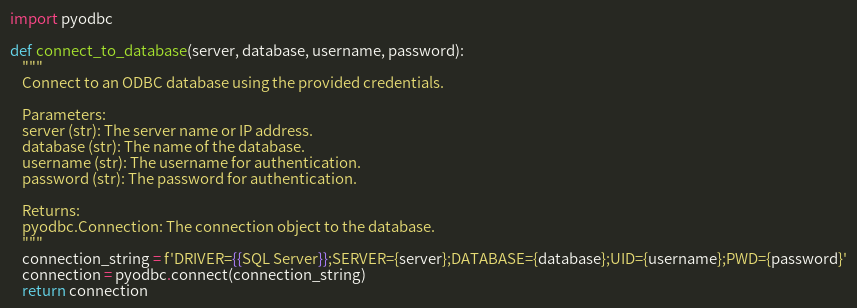 import pyodbc

def connect_to_database(server, database, username, password):
    """
    Connect to an ODBC database using the provided credentials.

    Parameters:
    server (str): The server name or IP address.
    database (str): The name of the database.
    username (str): The username for authentication.
    password (str): The password for authentication.

    Returns:
    pyodbc.Connection: The connection object to the database.
    """
    connection_string = f'DRIVER={{SQL Server}};SERVER={server};DATABASE={database};UID={username};PWD={password}'
    connection = pyodbc.connect(connection_string)
    return connection